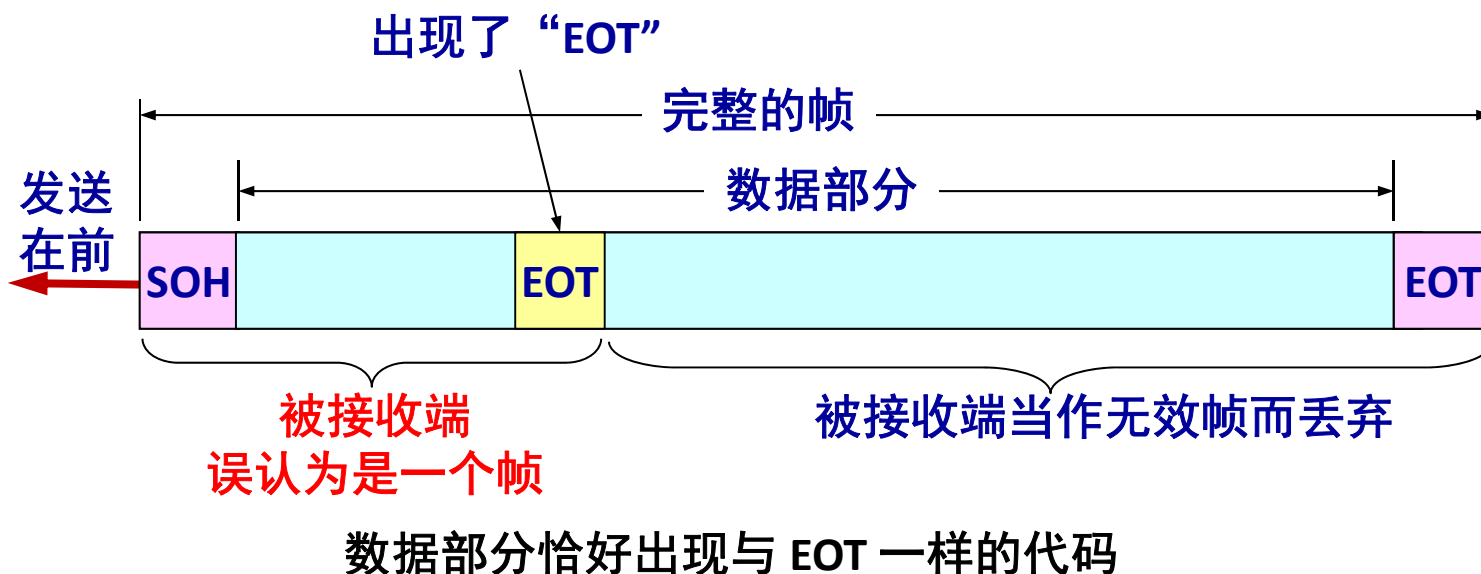 出现了“EOT”
完整的帧
数据部分
发送
在前
SOH
EOT
EOT
被接收端
误认为是一个帧
被接收端当作无效帧而丢弃
数据部分恰好出现与 EOT 一样的代码